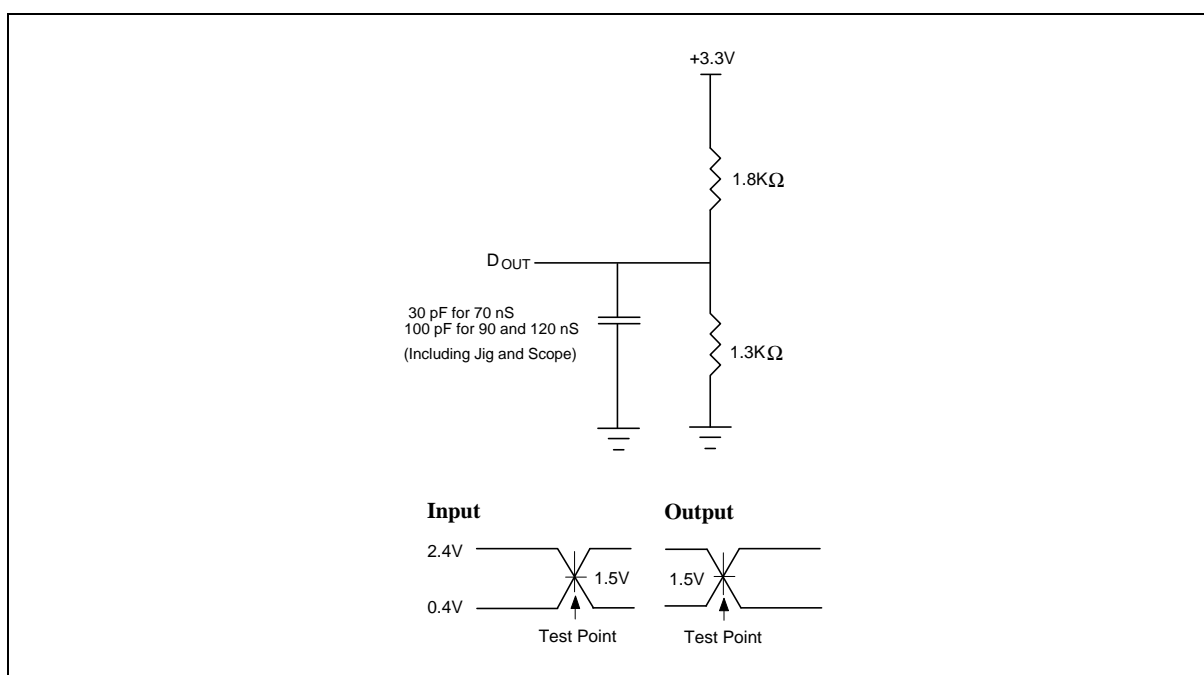 +3.3V
1.8KΩ
DOUT
30 pF for 70 nS
100 pF for 90 and 120 nS
(Including Jig and Scope)
1.3KΩ
Input
Output
2.4V
1.5V
1.5V
0.4V
Test Point
Test Point